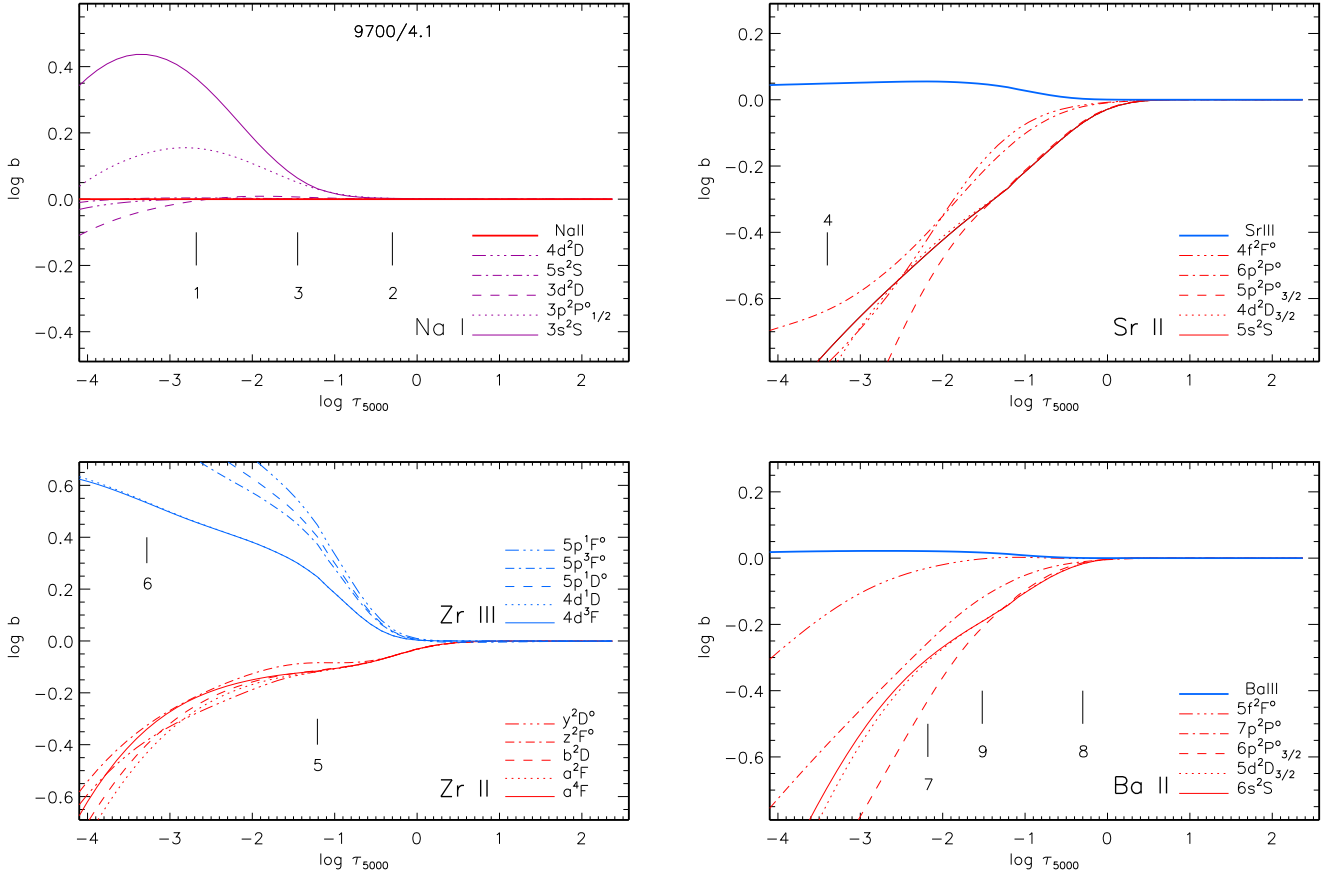 9700/4.1
log b
0.4
0.2
0.0
−0.2
−0.4
1
3
2
NaII
4d²D
5s²S
3d²D
3p²P°₁/₂
3s²S
Na I
−4 −3 −2 −1 0 1 2
log τ₅₀₀₀
log b
0.2
0.0
−0.2
−0.4
−0.6
4
SrIII
4f²F°
6p²P°
5p²P°₃/₂
4d²D₃/₂
5s²S
Sr II
−4 −3 −2 −1 0 1 2
log τ₅₀₀₀
log b
0.6
0.4
0.2
0.0
−0.2
−0.4
−0.6
6
5p¹F°
5p³F°
5p¹D°
4d¹D
4d³F
Zr III
5
y²D°
z²F°
b²D
a²F
a⁴F
Zr II
−4 −3 −2 −1 0 1 2
log τ₅₀₀₀
log b
0.2
0.0
−0.2
−0.4
−0.6
7
9
8
BaIII
5f²F°
7p²P°
6p²P°₃/₂
5d²D₃/₂
6s²S
Ba II
−4 −3 −2 −1 0 1 2
log τ₅₀₀₀